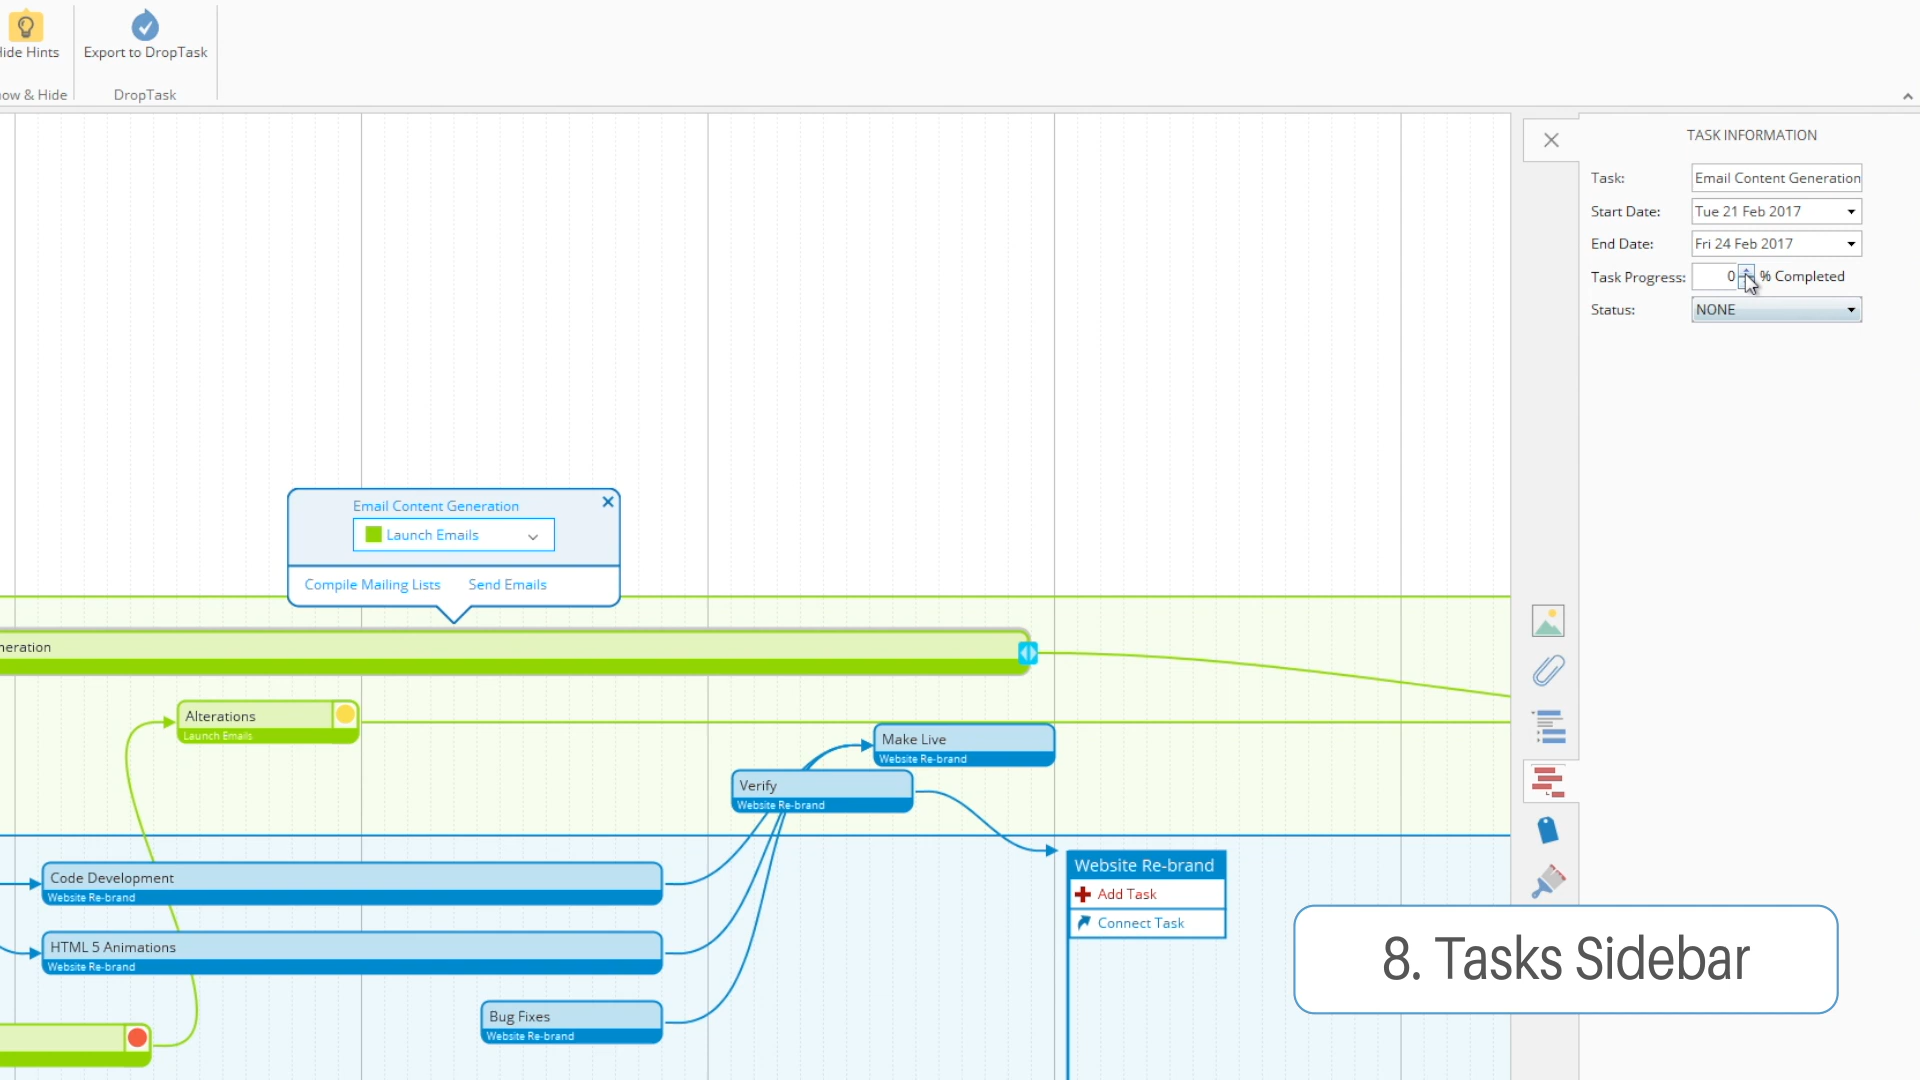 Hide Hints
Export to DropTask
Show & Hide
DropTask
TASK INFORMATION
Task: Email Content Generation
Start Date: Tue 21 Feb 2017
End Date: Fri 24 Feb 2017
Task Progress: 0 % Completed
Status: NONE
Email Content Generation
Launch Emails
Compile Mailing Lists Send Emails
neration
Alterations
Launch Emails
Make Live
Website Re-brand
Verify
Website Re-brand
Website Re-brand
Add Task
Connect Task
Code Development
Website Re-brand
HTML 5 Animations
Website Re-brand
Bug Fixes
Website Re-brand
8. Tasks Sidebar